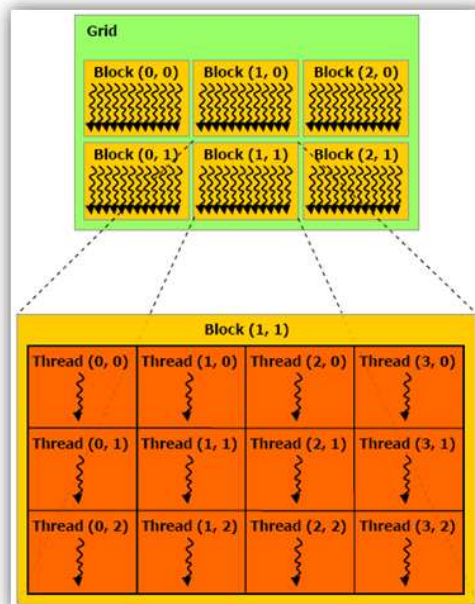 Grid
Block (0, 0) Block (1, 0) Block (2, 0)
Block (0, 1) Block (1, 1) Block (2, 1)
Block (1, 1)
Thread (0, 0) Thread (1, 0) Thread (2, 0) Thread (3, 0)
Thread (0, 1) Thread (1, 1) Thread (2, 1) Thread (3, 1)
Thread (0, 2) Thread (1, 2) Thread (2, 2) Thread (3, 2)